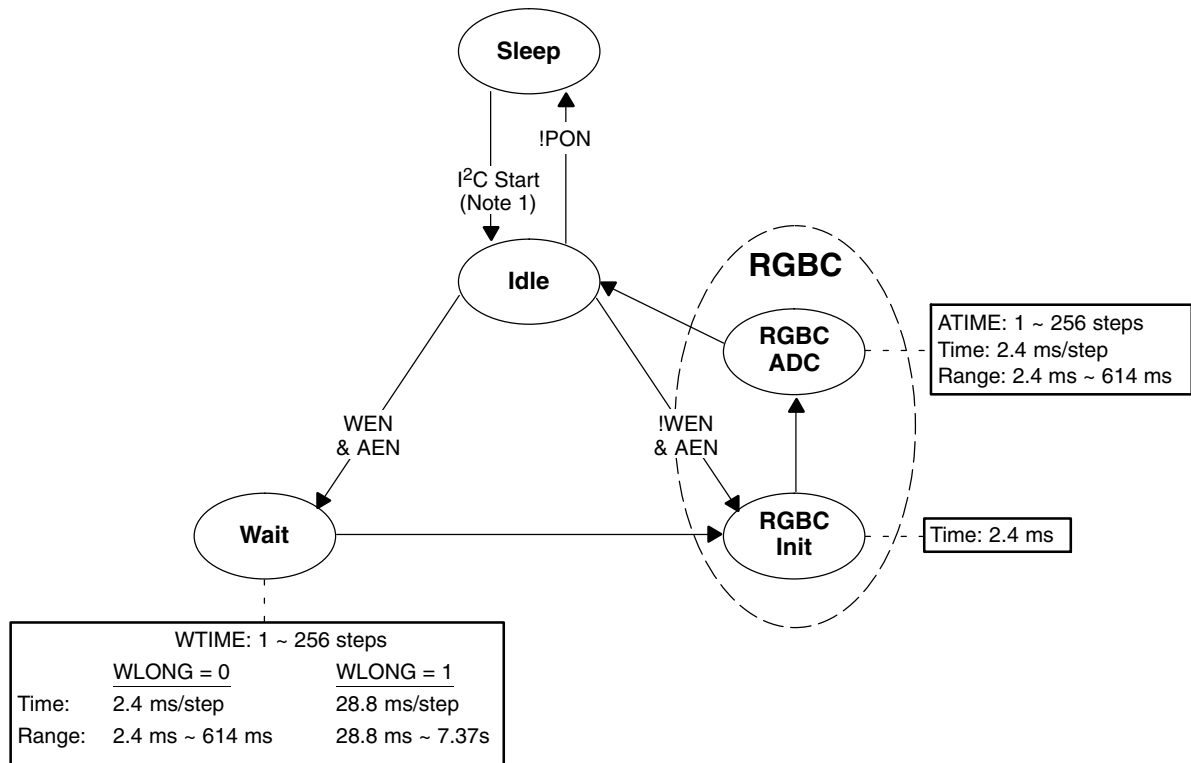 Sleep
!PON
I²C Start
(Note 1)
Idle
RGBC
RGBC
ADC
ATIME: 1 ~ 256 steps
Time: 2.4 ms/step
Range: 2.4 ms ~ 614 ms
WEN
& AEN
!WEN
& AEN
Wait
RGBC
Init
Time: 2.4 ms
WTIME: 1 ~ 256 steps
WLONG = 0 WLONG = 1
Time: 2.4 ms/step 28.8 ms/step
Range: 2.4 ms ~ 614 ms 28.8 ms ~ 7.37s